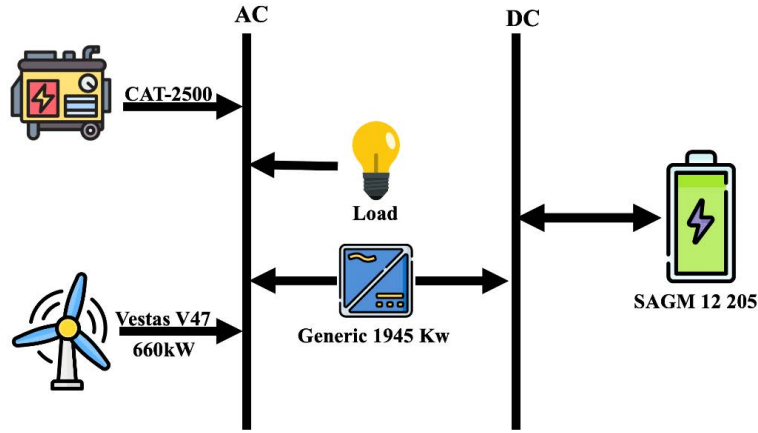 AC
DC
CAT-2500
Load
Vestas V47
660kW
Generic 1945 Kw
SAGM 12 205